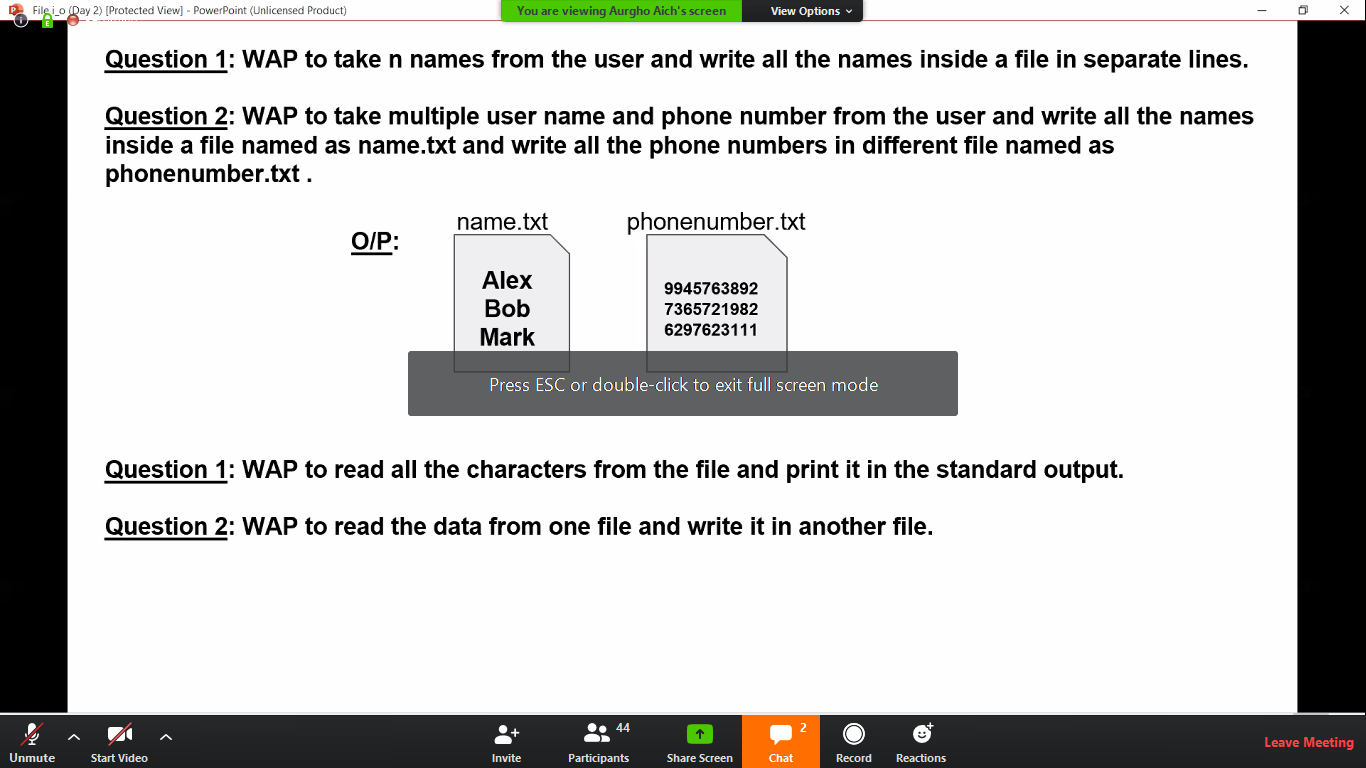 File i_o (Day 2) [Protected View] - PowerPoint (Unlicensed Product)
You are viewing Aurgho Aich's screen
View Options
Question 1: WAP to take n names from the user and write all the names inside a file in separate lines.
Question 2: WAP to take multiple user name and phone number from the user and write all the names
inside a file named as name.txt and write all the phone numbers in different file named as
phonenumber.txt .
name.txt
phonenumber.txt
O/P:
Alex
Bob
Mark
9945763892
7365721982
6297623111
Press ESC or double-click to exit full screen mode
Question 1: WAP to read all the characters from the file and print it in the standard output.
Question 2: WAP to read the data from one file and write it in another file.
Unmute
Start Video
Invite
44
Participants
Share Screen
2
Chat
Record
Reactions
Leave Meeting